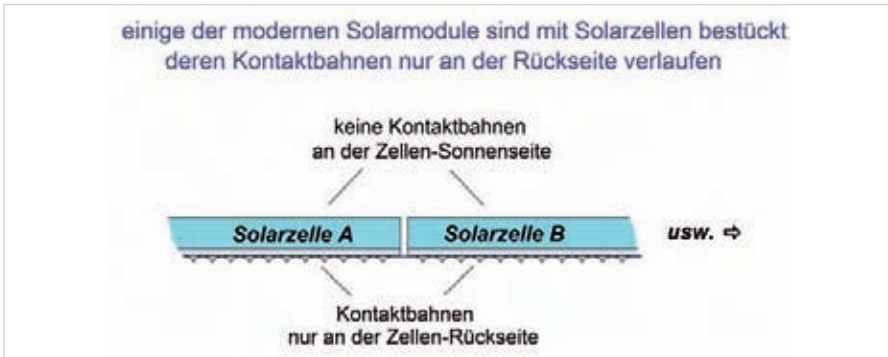 einige der modernen Solarmodule sind mit Solarzellen bestückt
deren Kontaktbahnen nur an der Rückseite verlaufen
keine Kontaktbahnen
an der Zellen-Sonnenseite
Solarzelle A
Solarzelle B
usw. ⇨
Kontaktbahnen
nur an der Zellen-Rückseite